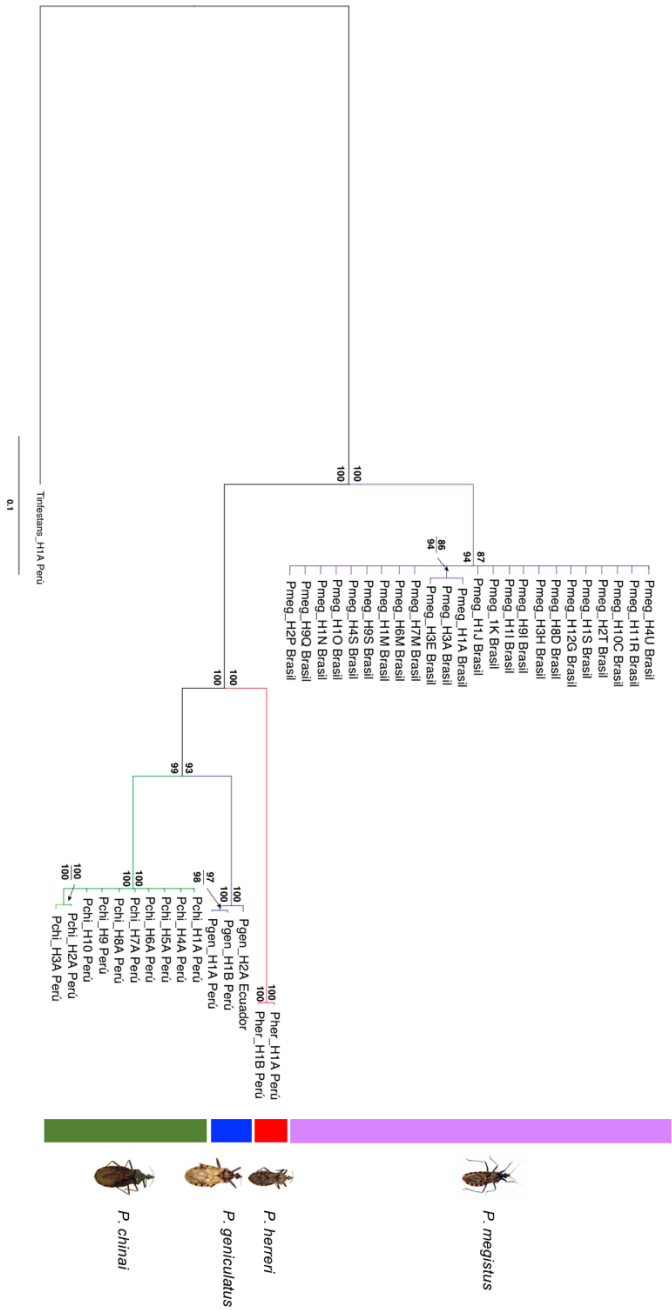 Pmeg_H4U Brasil
Pmeg_H11R Brasil
Pmeg_H10C Brasil
Pmeg_H2T Brasil
Pmeg_H1S Brasil
Pmeg_H12G Brasil
Pmeg_H8D Brasil
Pmeg_H3H Brasil
Pmeg_H9I Brasil
Pmeg_H1I Brasil
Pmeg_1K Brasil
Pmeg_H1J Brasil
87
94
Pmeg_H1A Brasil
Pmeg_H3A Brasil
Pmeg_H3E Brasil
86
94
Pmeg_H7M Brasil
Pmeg_H6M Brasil
Pmeg_H1M Brasil
Pmeg_H9S Brasil
Pmeg_H4S Brasil
Pmeg_H1O Brasil
Pmeg_H1N Brasil
Pmeg_H9Q Brasil
Pmeg_H2P Brasil
P. megistus
100
100
Pher_H1A Perú
Pher_H1B Perú
100
100
P. herreri
100
100
Pgen_H2A Ecuador
Pgen_H1B Perú
Pgen_H1A Perú
100
100
97
98
P. geniculatus
93
99
Pchi_H1A Perú
Pchi_H4A Perú
Pchi_H5A Perú
Pchi_H6A Perú
Pchi_H7A Perú
Pchi_H8A Perú
Pchi_H9 Perú
Pchi_H10 Perú
Pchi_H2A Perú
Pchi_H3A Perú
100
100
100
100
P. chinai
Tinfestans_H1A Perú
0.1